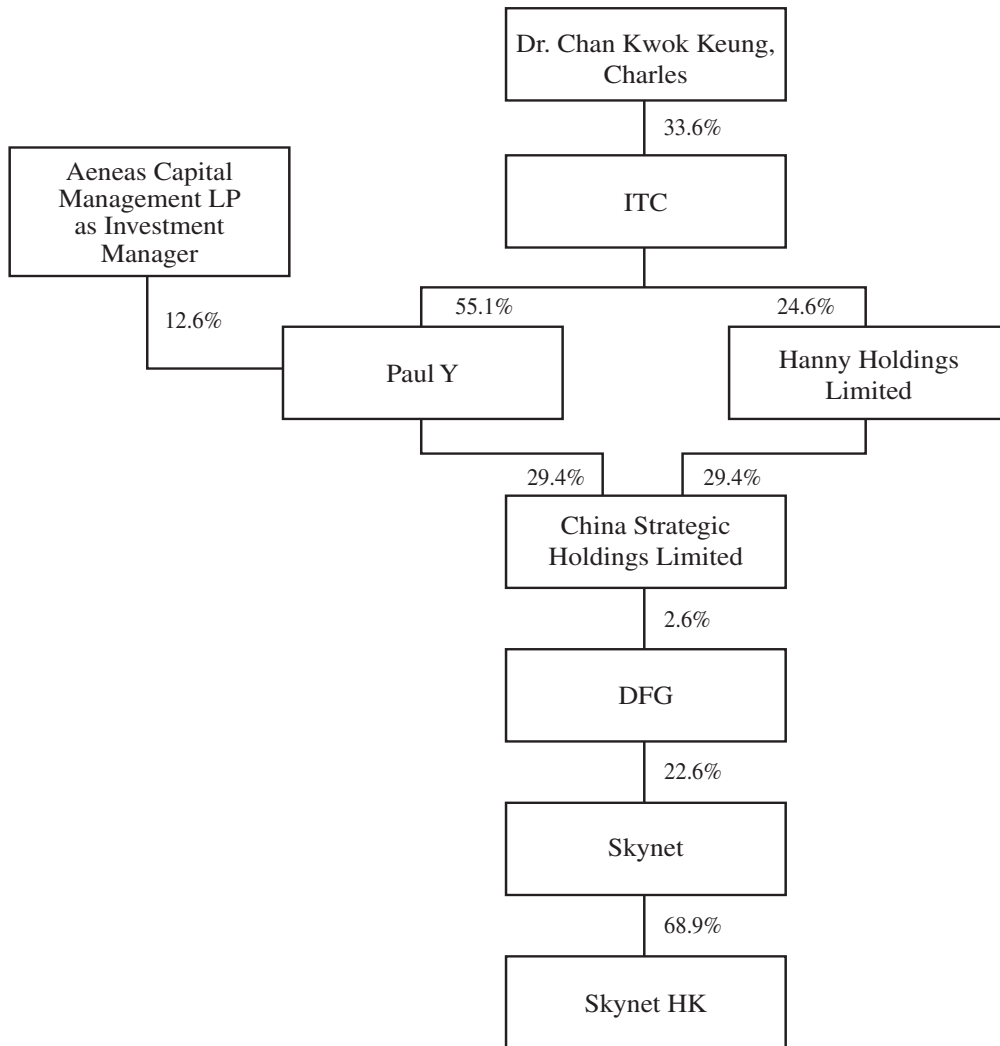 Dr. Chan Kwok Keung,
Charles
33.6%
Aeneas Capital
Management LP
as Investment
Manager
ITC
12.6%
55.1%
24.6%
Paul Y
Hanny Holdings
Limited
29.4%
29.4%
China Strategic
Holdings Limited
2.6%
DFG
22.6%
Skynet
68.9%
Skynet HK